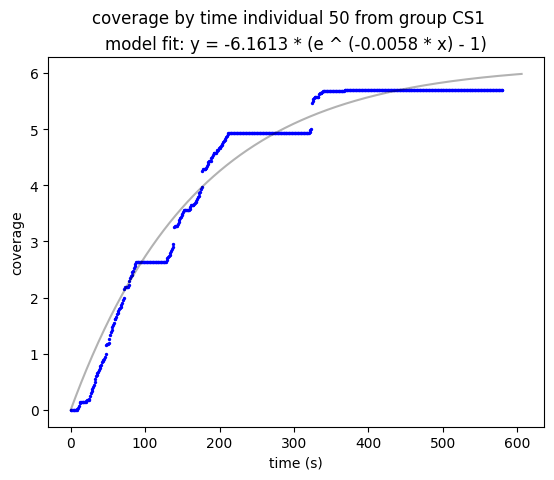 coverage by time individual 50 from group CS1
model fit: y = -6.1613 * (e ^ (-0.0058 * x) - 1)
6
5
4
3
2
1
0
coverage
0 100 200 300 400 500 600
time (s)